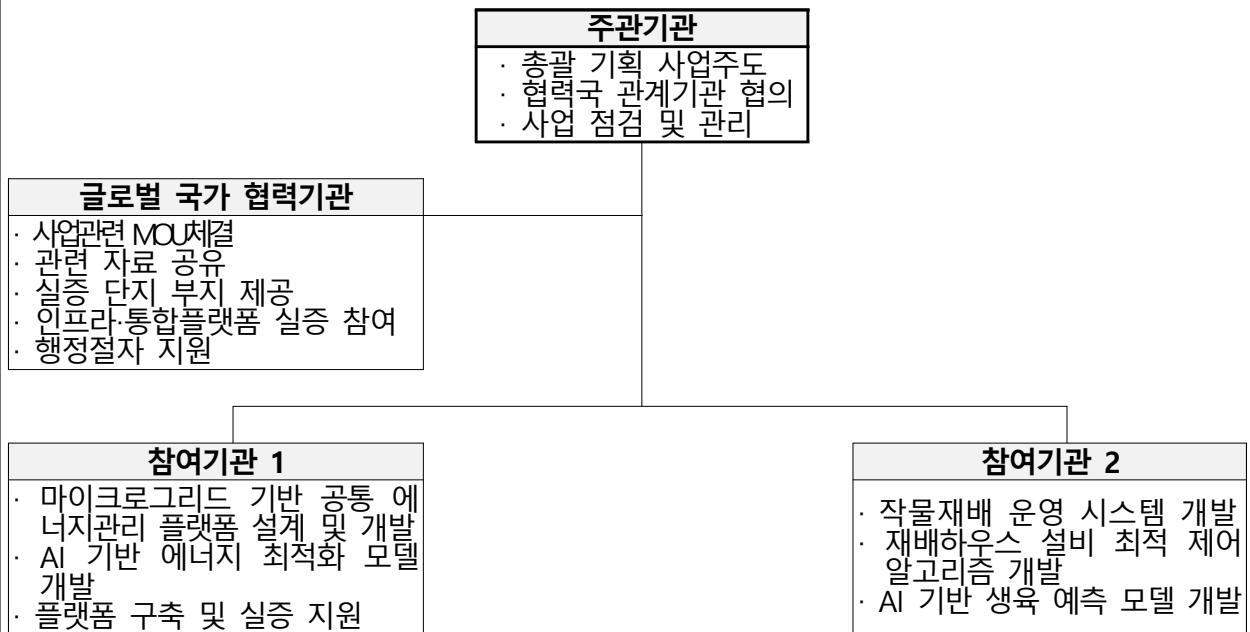 주관기관
· 총괄 기획 사업주도
· 협력국 관계기관 협의
· 사업 점검 및 관리
글로벌 국가 협력기관
· 사업관련 MOU체결
· 관련 자료 공유
· 실증 단지 부지 제공
· 인프라·통합플랫폼 실증 참여
· 행정절자 지원
참여기관 1
· 마이크로그리드 기반 공통 에
너지관리 플랫폼 설계 및 개발
· AI 기반 에너지 최적화 모델
개발
· 플랫폼 구축 및 실증 지원
참여기관 2
· 작물재배 운영 시스템 개발
· 재배하우스 설비 최적 제어
알고리즘 개발
· AI 기반 생육 예측 모델 개발